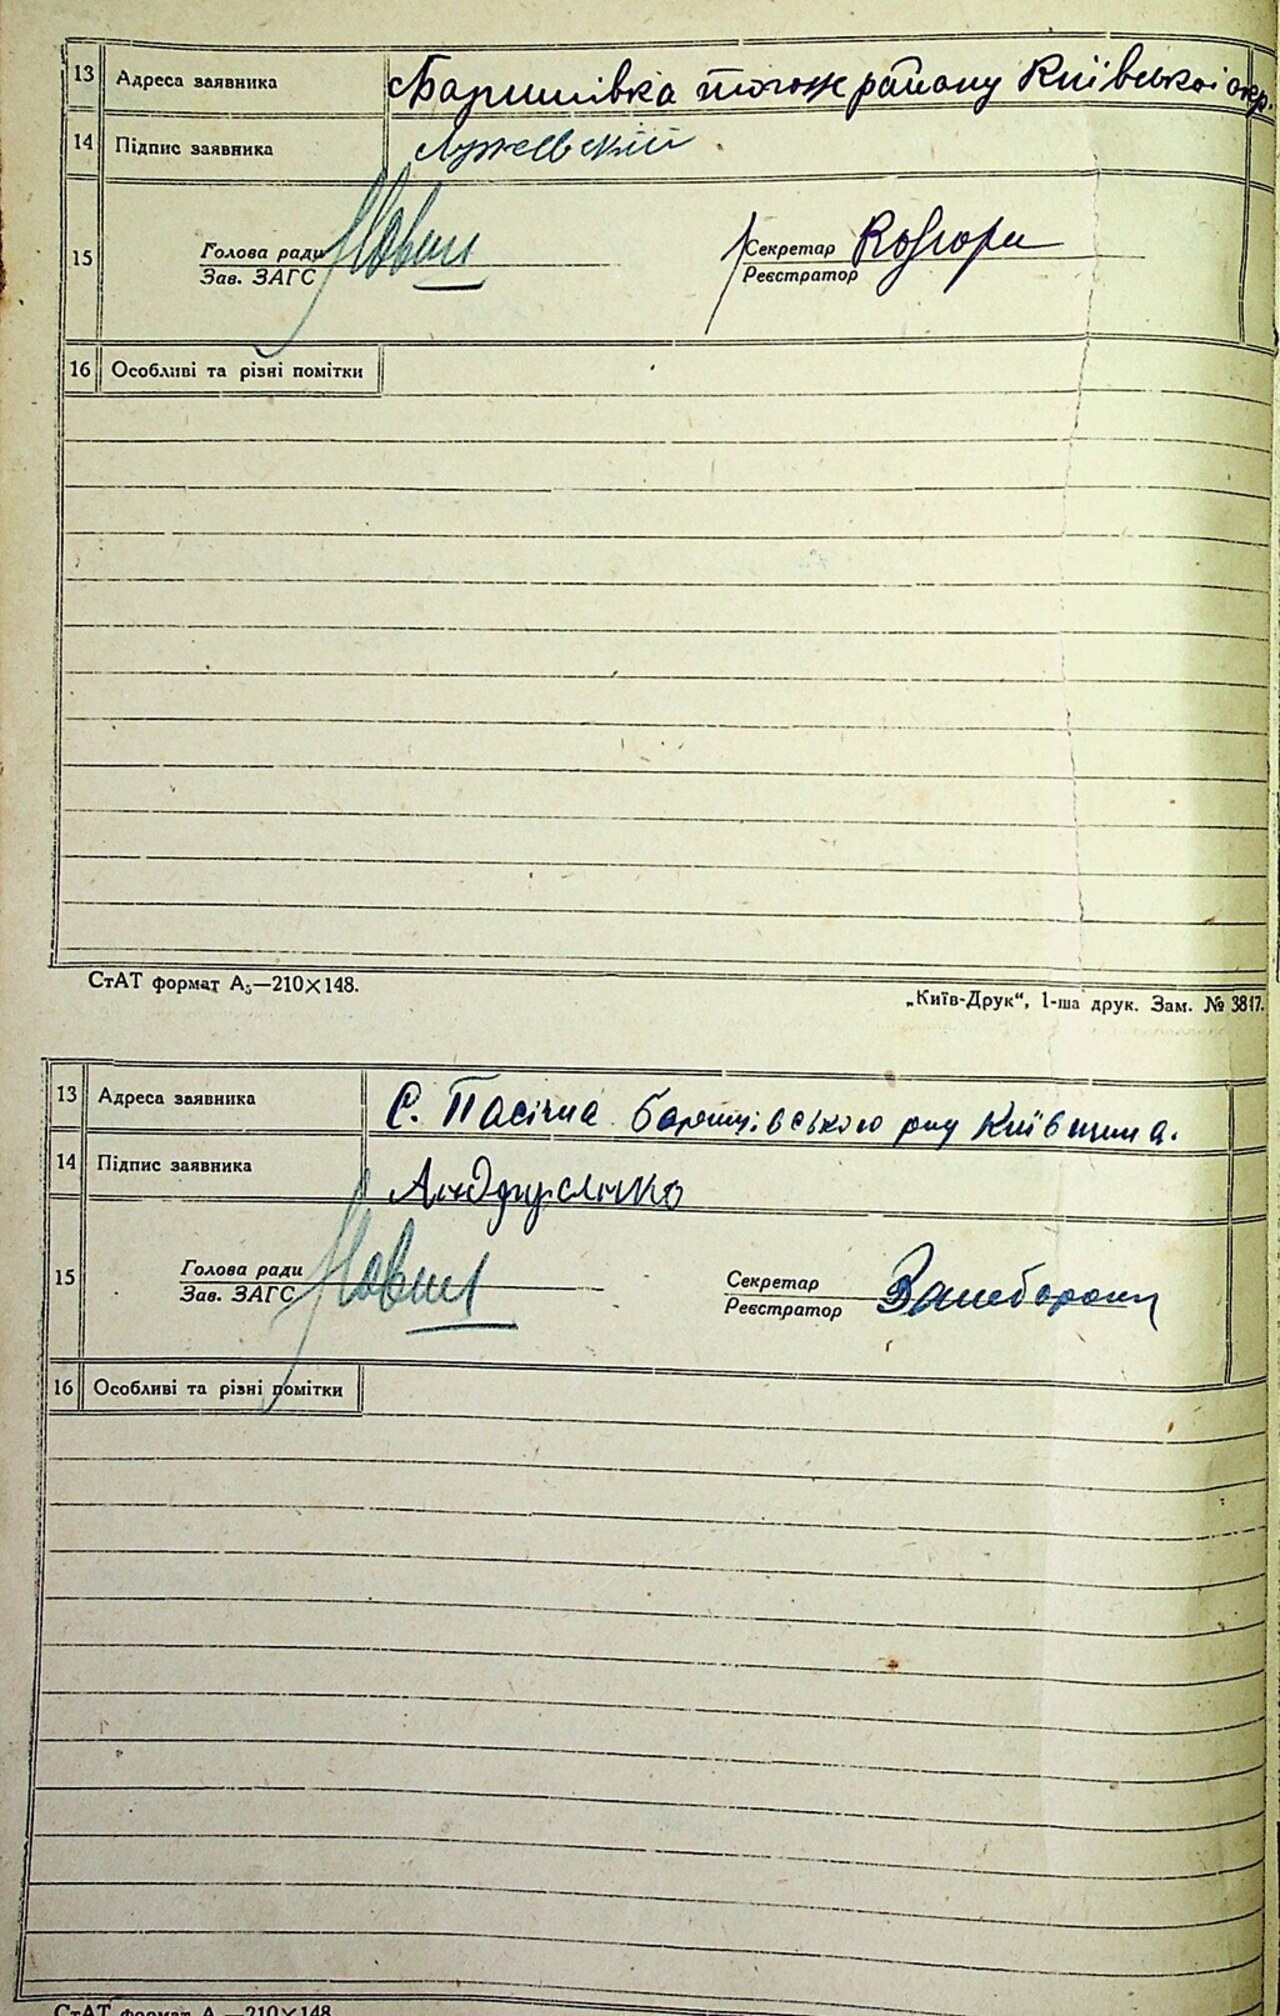 13 Адреса заявника Баришівка тогож району Київської окр.
14 Підпис заявника
15 Голова ради Секретар
Зав. ЗАГС Реєстратор
16 Особливі та різні помітки
СтАТ формат А₅—210×148.
„Київ-Друк“, 1-ша друк. Зам. № 3817.
13 Адреса заявника С. Пасічна Баришівського рну Київщина.
14 Підпис заявника Андрусенко
15 Голова ради Секретар
Зав. ЗАГС Реєстратор
16 Особливі та різні помітки
СтАТ формат А —210×148